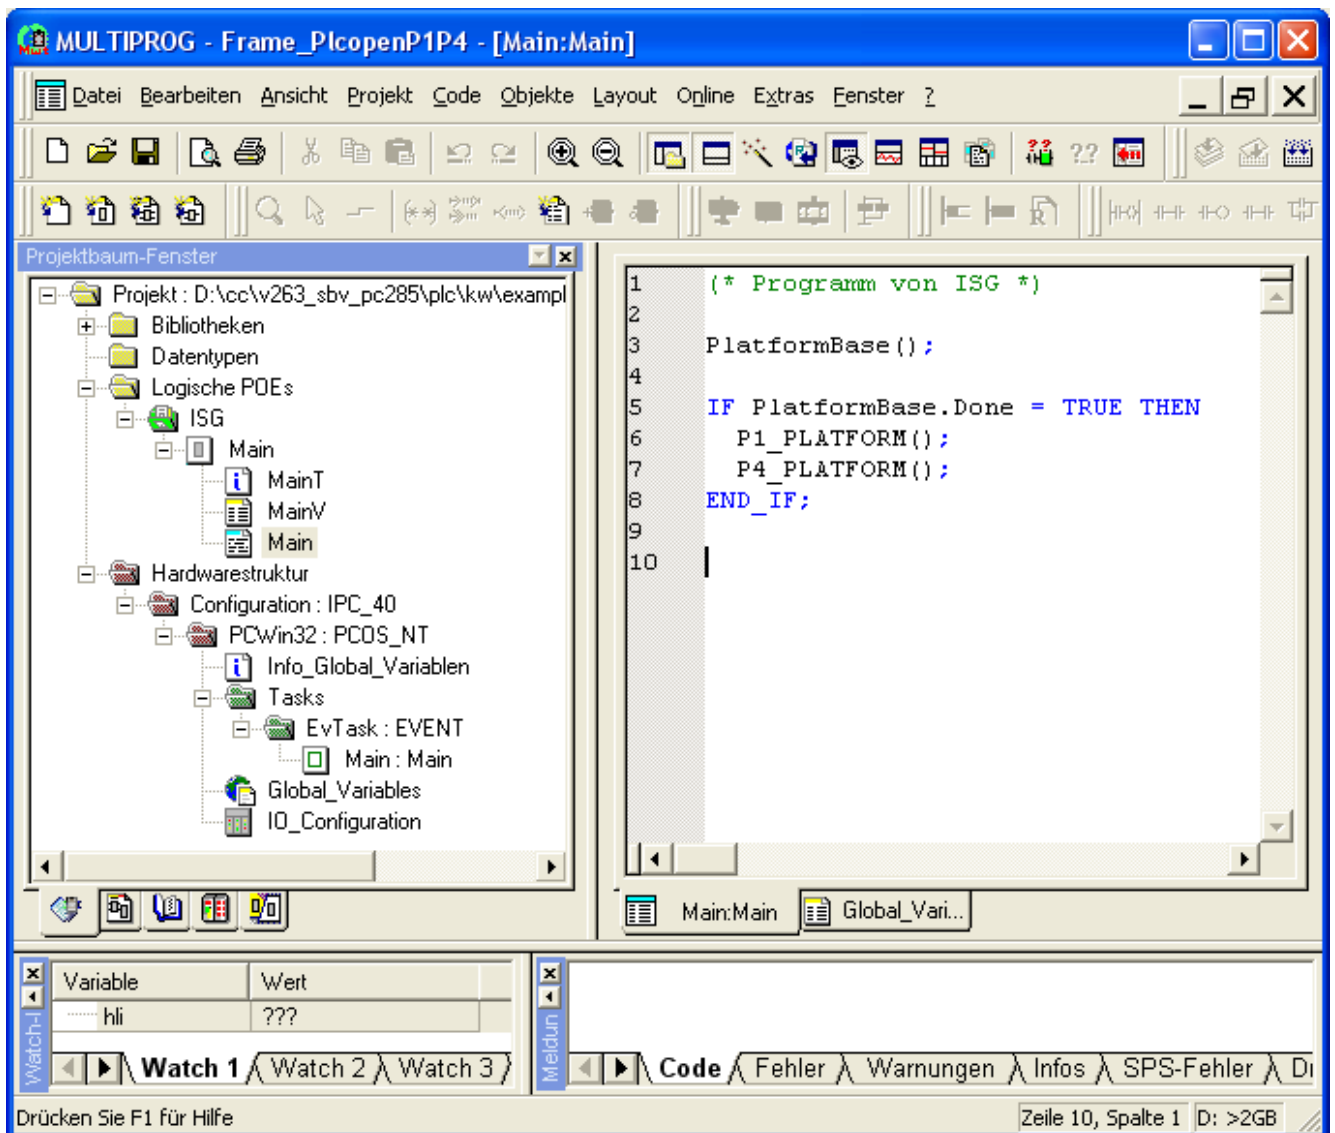 MULTIPROG - Frame_PlcopenP1P4 - [Main:Main]
Datei Bearbeiten Ansicht Projekt Code Objekte Layout Online Extras Fenster ?
Projektbaum-Fenster
Projekt : D:\cc\v263_sbv_pc285\plc\kw\exampl
Bibliotheken
Datentypen
Logische POEs
ISG
Main
MainT
MainV
Main
Hardwarestruktur
Configuration : IPC_40
PCWin32 : PCOS_NT
Info_Global_Variablen
Tasks
EvTask : EVENT
Main : Main
Global_Variables
IO_Configuration
1 (* Programm von ISG *)
2
3 PlatformBase();
4
5 IF PlatformBase.Done = TRUE THEN
6 P1_PLATFORM();
7 P4_PLATFORM();
8 END_IF;
9
10
Main:Main Global_Vari...
Watch-I
Variable Wert
hli ???
Watch 1 Watch 2 Watch 3
Meldun
Code Fehler Warnungen Infos SPS-Fehler
Drücken Sie F1 für Hilfe
Zeile 10, Spalte 1 D: >2GB